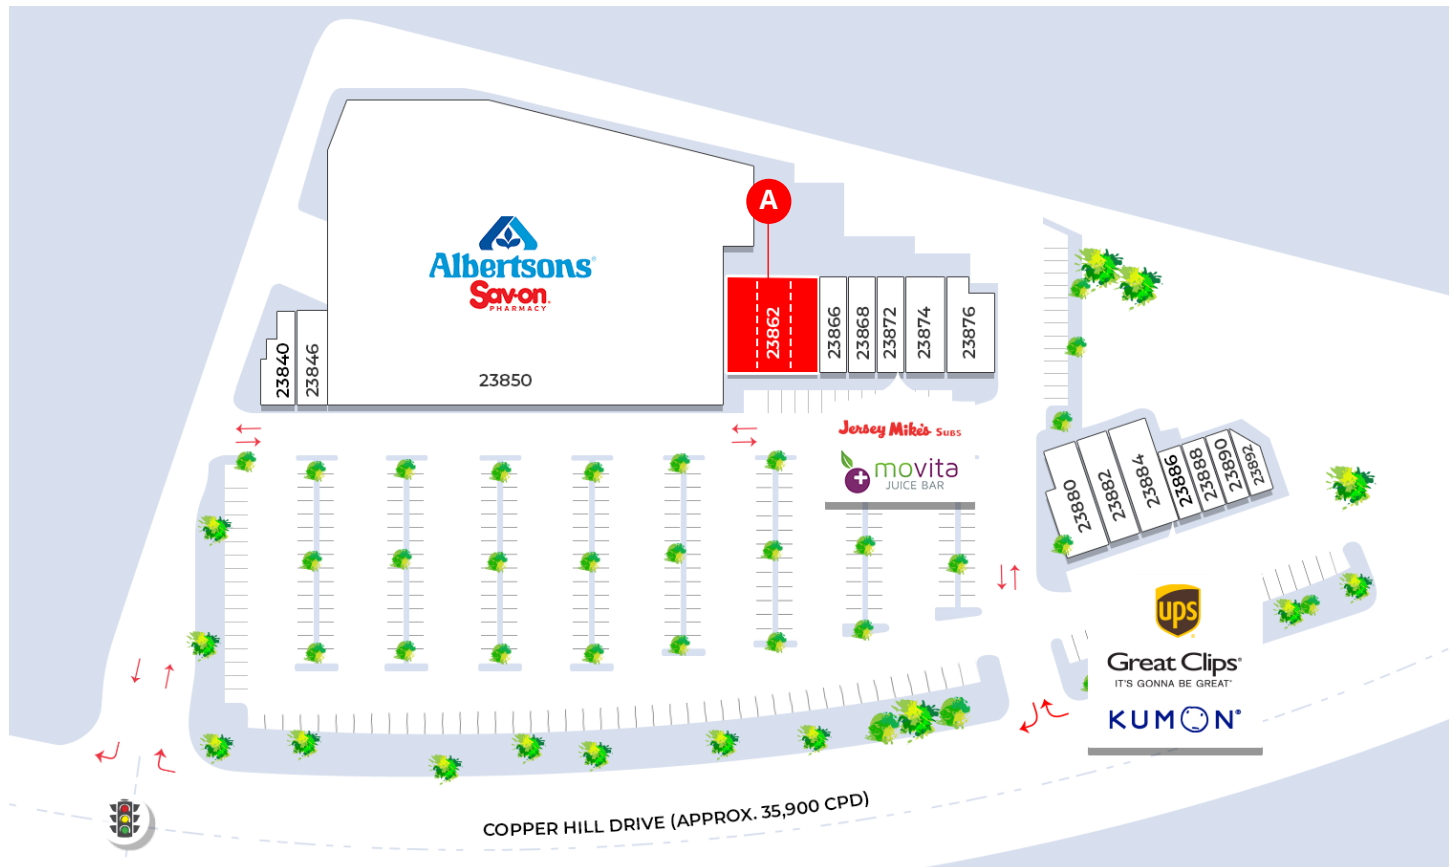 A
Albertsons®
Sav-on®
PHARMACY
23840
23846
23850
23862
23866
23868
23872
23874
23876
Jersey Mike's SUBS
movita
JUICE BAR
23880
23882
23884
23886
23888
23890
23892
ups
Great Clips®
IT'S GONNA BE GREAT®
KUMON®
COPPER HILL DRIVE (APPROX. 35,900 CPD)